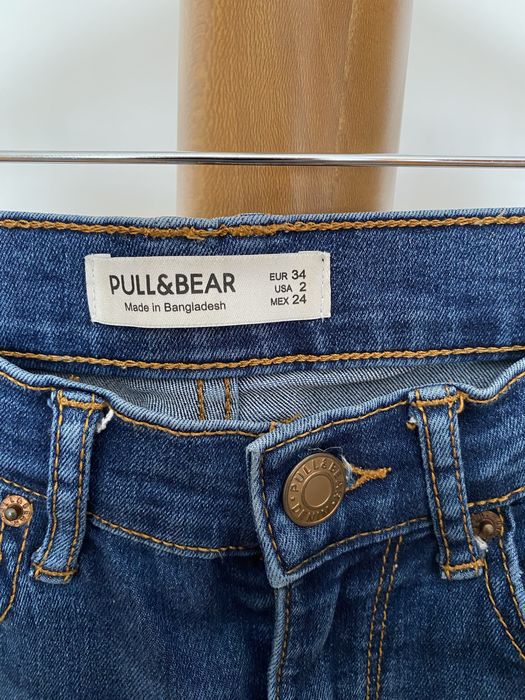 PULL&BEAR
Made in Bangladesh
EUR 34
USA 2
MEX 24
PULL&BEAR